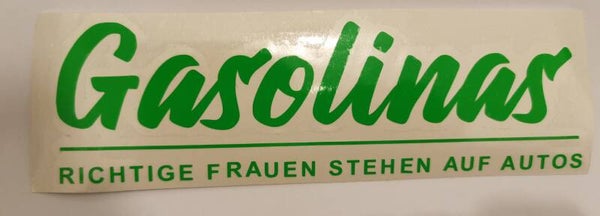 Gasolinas
RICHTIGE FRAUEN STEHEN AUF AUTOS